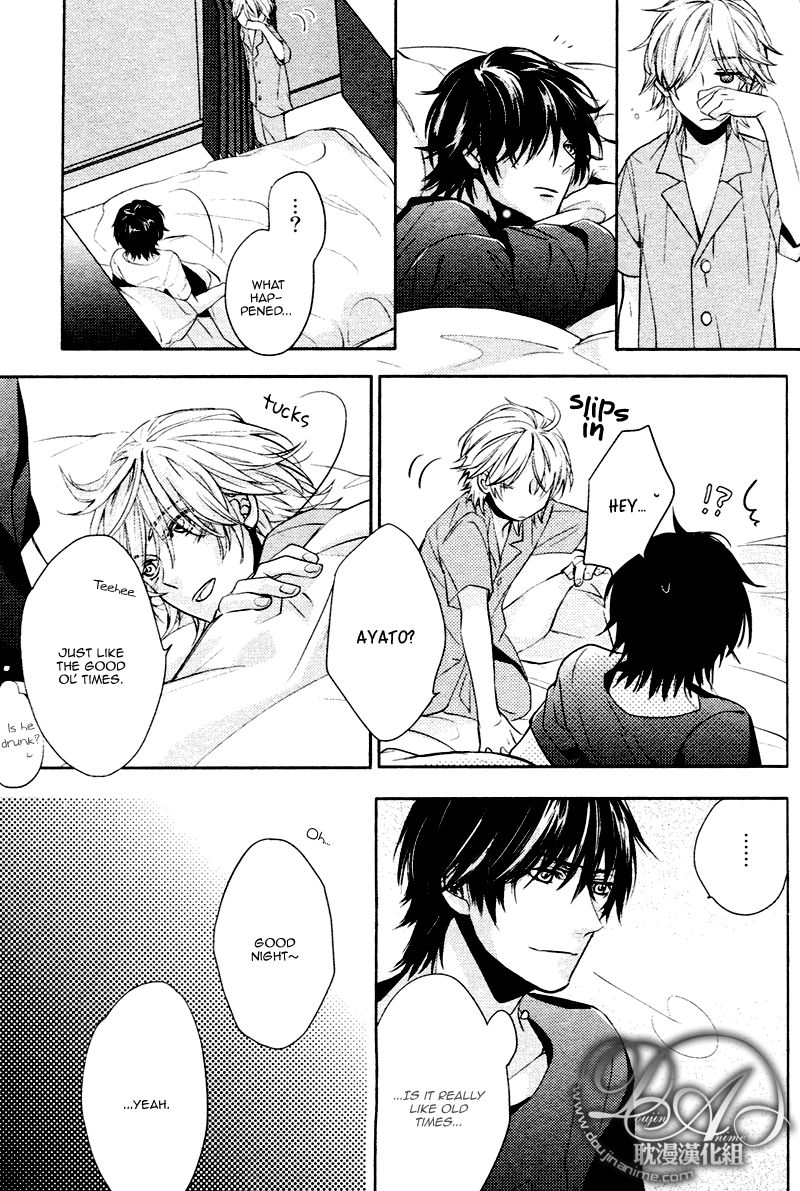 ...?
WHAT
HAP-
PENED...
slips
in
HEY...
!?
AYATO?
tucks
Teehee
JUST LIKE
THE GOOD
OL' TIMES.
Is he
drunk?
......
...IS IT REALLY
LIKE OLD
TIMES...
Oh...
GOOD
NIGHT~
...YEAH.
DA
Doujin
Anime
耽漫漢化組
www.doujinanime.com